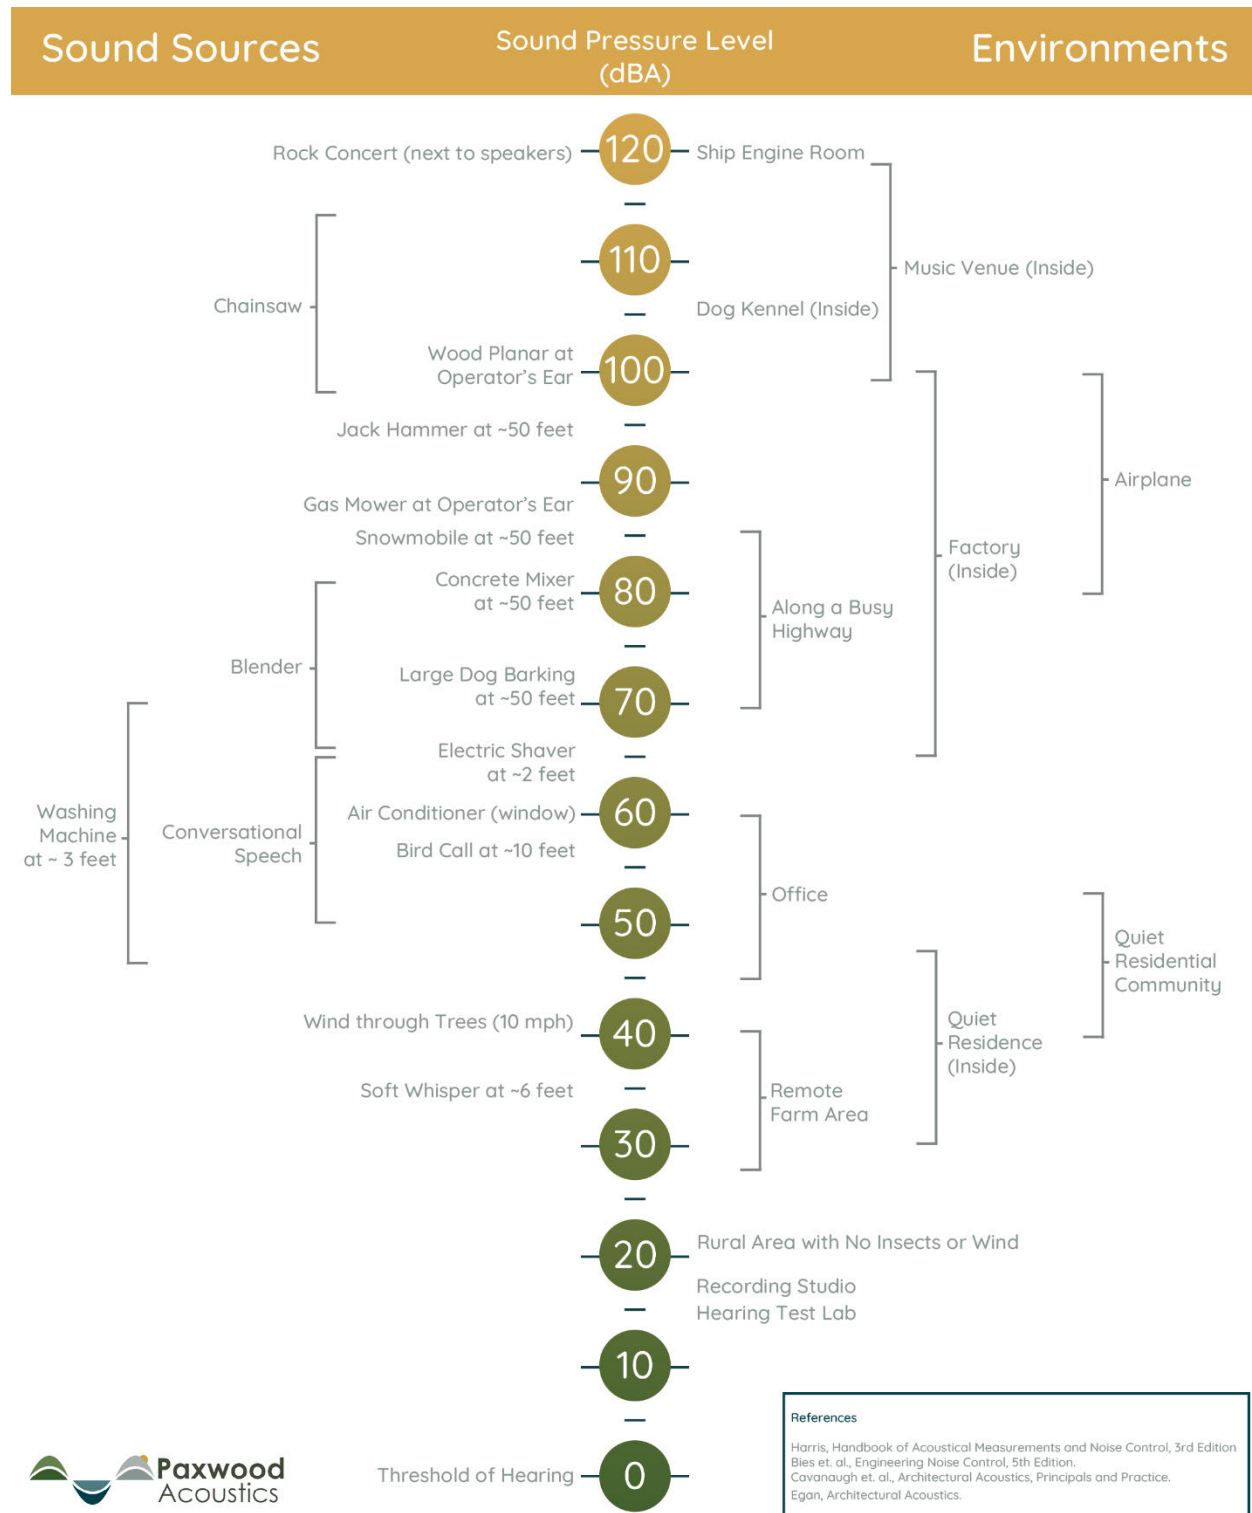 Sound Sources
Sound Pressure Level
(dBA)
Environments
Rock Concert (next to speakers)
120
Ship Engine Room
110
Music Venue (Inside)
Chainsaw
Dog Kennel (Inside)
Wood Planar at
Operator's Ear
100
Jack Hammer at ~50 feet
90
Airplane
Gas Mower at Operator's Ear
Snowmobile at ~50 feet
Factory
(Inside)
Concrete Mixer
at ~50 feet
80
Along a Busy
Highway
Blender
Large Dog Barking
at ~50 feet
70
Electric Shaver
at ~2 feet
Washing
Machine
at ~ 3 feet
Conversational
Speech
Air Conditioner (window)
60
Bird Call at ~10 feet
Office
50
Quiet
Residential
Community
Wind through Trees (10 mph)
40
Quiet
Residence
(Inside)
Soft Whisper at ~6 feet
Remote
Farm Area
30
20
Rural Area with No Insects or Wind
Recording Studio
Hearing Test Lab
10
Threshold of Hearing
0
Paxwood
Acoustics
References
Harris, Handbook of Acoustical Measurements and Noise Control, 3rd Edition
Bies et. al., Engineering Noise Control, 5th Edition.
Cavanaugh et. al., Architectural Acoustics, Principals and Practice.
Egan, Architectural Acoustics.